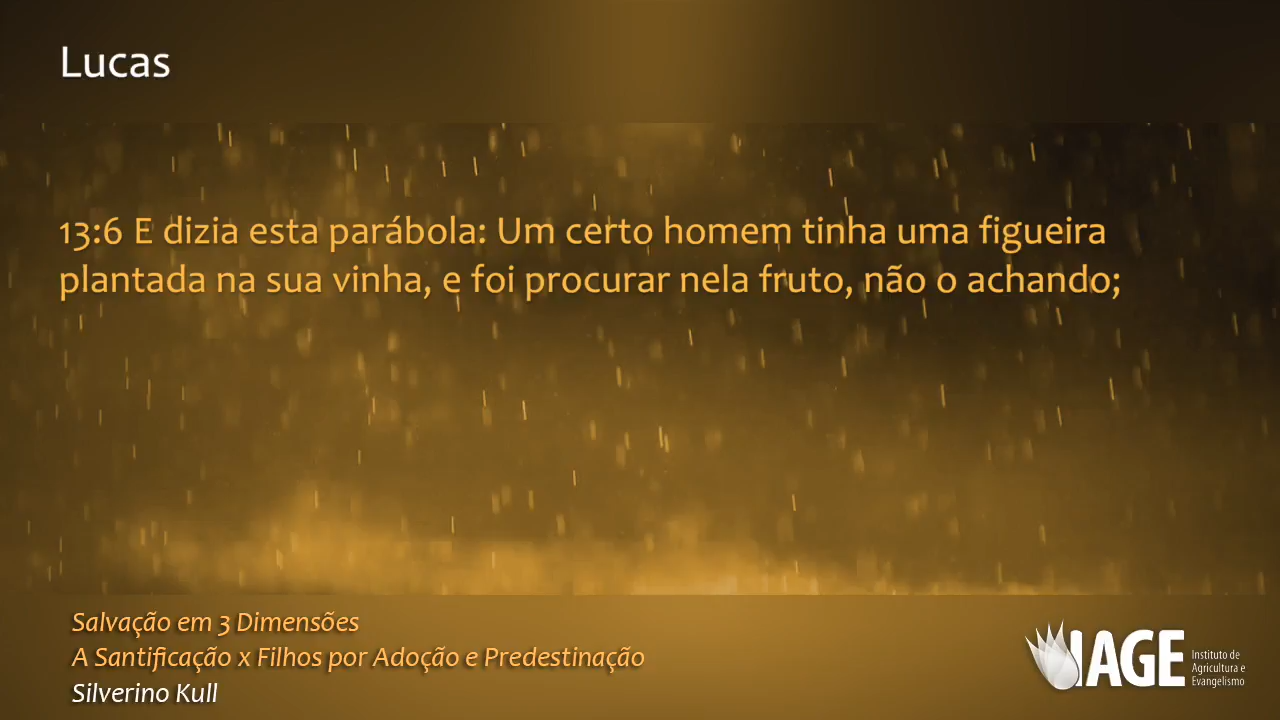 Lucas
13:6 E dizia esta parábola: Um certo homem tinha uma figueira
plantada na sua vinha, e foi procurar nela fruto, não o achando;
Salvação em 3 Dimensões
A Santificação x Filhos por Adoção e Predestinação
Silverino Kull
IAGE
Instituto de
Agricultura e
Evangelismo